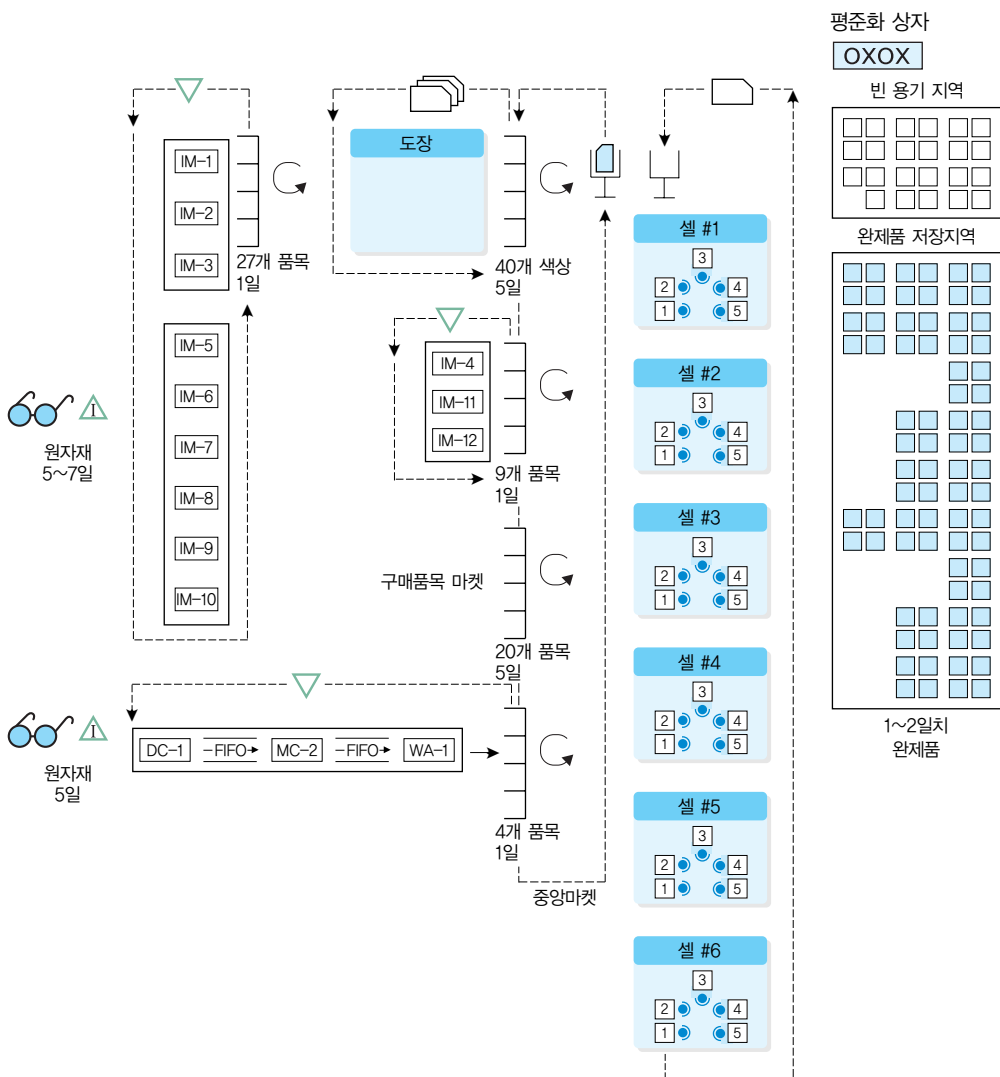 평준화 상자
OXOX
빈 용기 지역
완제품 저장지역
1~2일치
완제품
IM-1
IM-2
IM-3
27개 품목
1일
IM-5
IM-6
IM-7
IM-8
IM-9
IM-10
I
원자재
5~7일
도장
40개 색상
5일
IM-4
IM-11
IM-12
9개 품목
1일
구매품목 마켓
20개 품목
5일
I
원자재
5일
DC-1 FIFO MC-2 FIFO WA-1
4개 품목
1일
중앙마켓
셀 #1
3
2 4
1 5
셀 #2
3
2 4
1 5
셀 #3
3
2 4
1 5
셀 #4
3
2 4
1 5
셀 #5
3
2 4
1 5
셀 #6
3
2 4
1 5